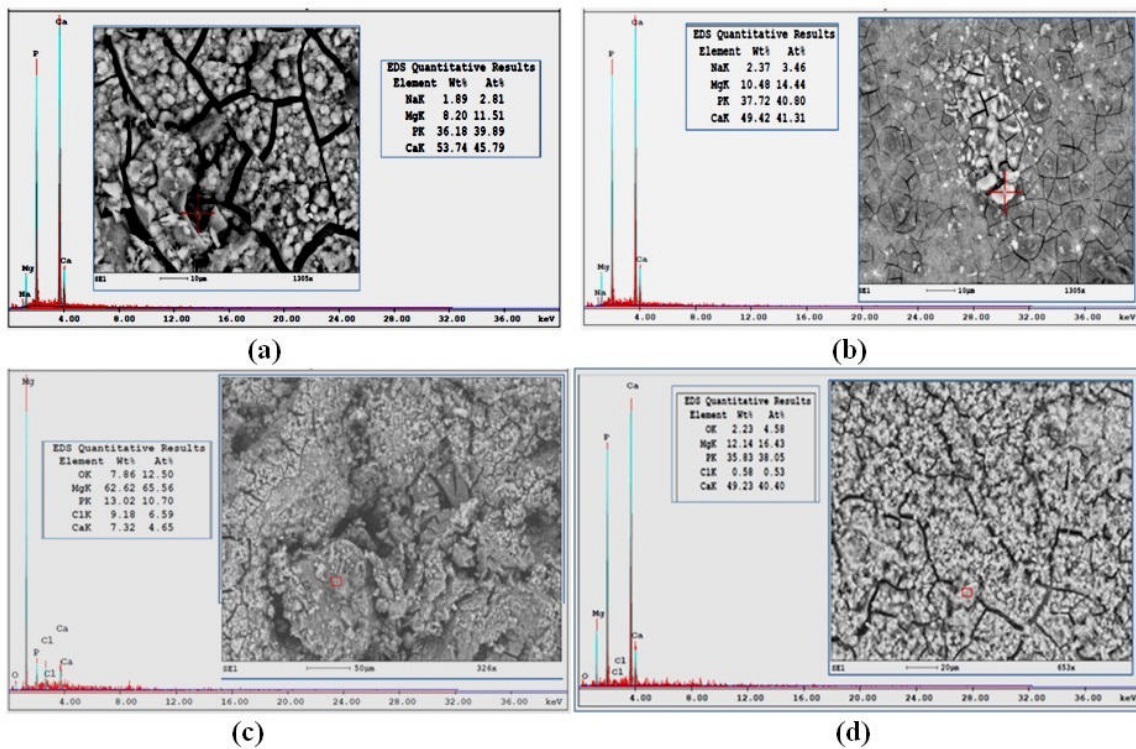 Ca
P
EDS Quantitative Results
Element Wt% At%
NaK 1.89 2.81
MgK 8.20 11.51
PK 36.18 39.89
CaK 53.74 45.79
Mg
Ca
Na
SE1 10µm 1305x
4.00 8.00 12.00 16.00 20.00 24.00 28.00 32.00 36.00 keV
(a)
Ca
P
EDS Quantitative Results
Element Wt% At%
NaK 2.37 3.46
MgK 10.48 14.44
PK 37.72 40.80
CaK 49.42 41.31
Mg
Ca
Na
SE1 10µm 1305x
4.00 8.00 12.00 16.00 20.00 24.00 28.00 32.00 36.00 keV
(b)
Mg
EDS Quantitative Results
Element Wt% At%
OK 7.86 12.50
MgK 62.62 65.56
PK 13.02 10.70
ClK 9.18 6.59
CaK 7.32 4.65
Cl
Ca
P
Ca
O
Cl
SE1 50µm 326x
4.00 8.00 12.00 16.00 20.00 24.00 28.00 32.00 36.00 keV
(c)
Ca
P
EDS Quantitative Results
Element Wt% At%
OK 2.23 4.58
MgK 12.14 16.43
PK 35.83 38.05
ClK 0.58 0.53
CaK 49.23 40.40
Mg
Ca
Cl
O
Cl
SE1 20µm 653x
4.00 8.00 12.00 16.00 20.00 24.00 28.00 32.00 36.00 keV
(d)